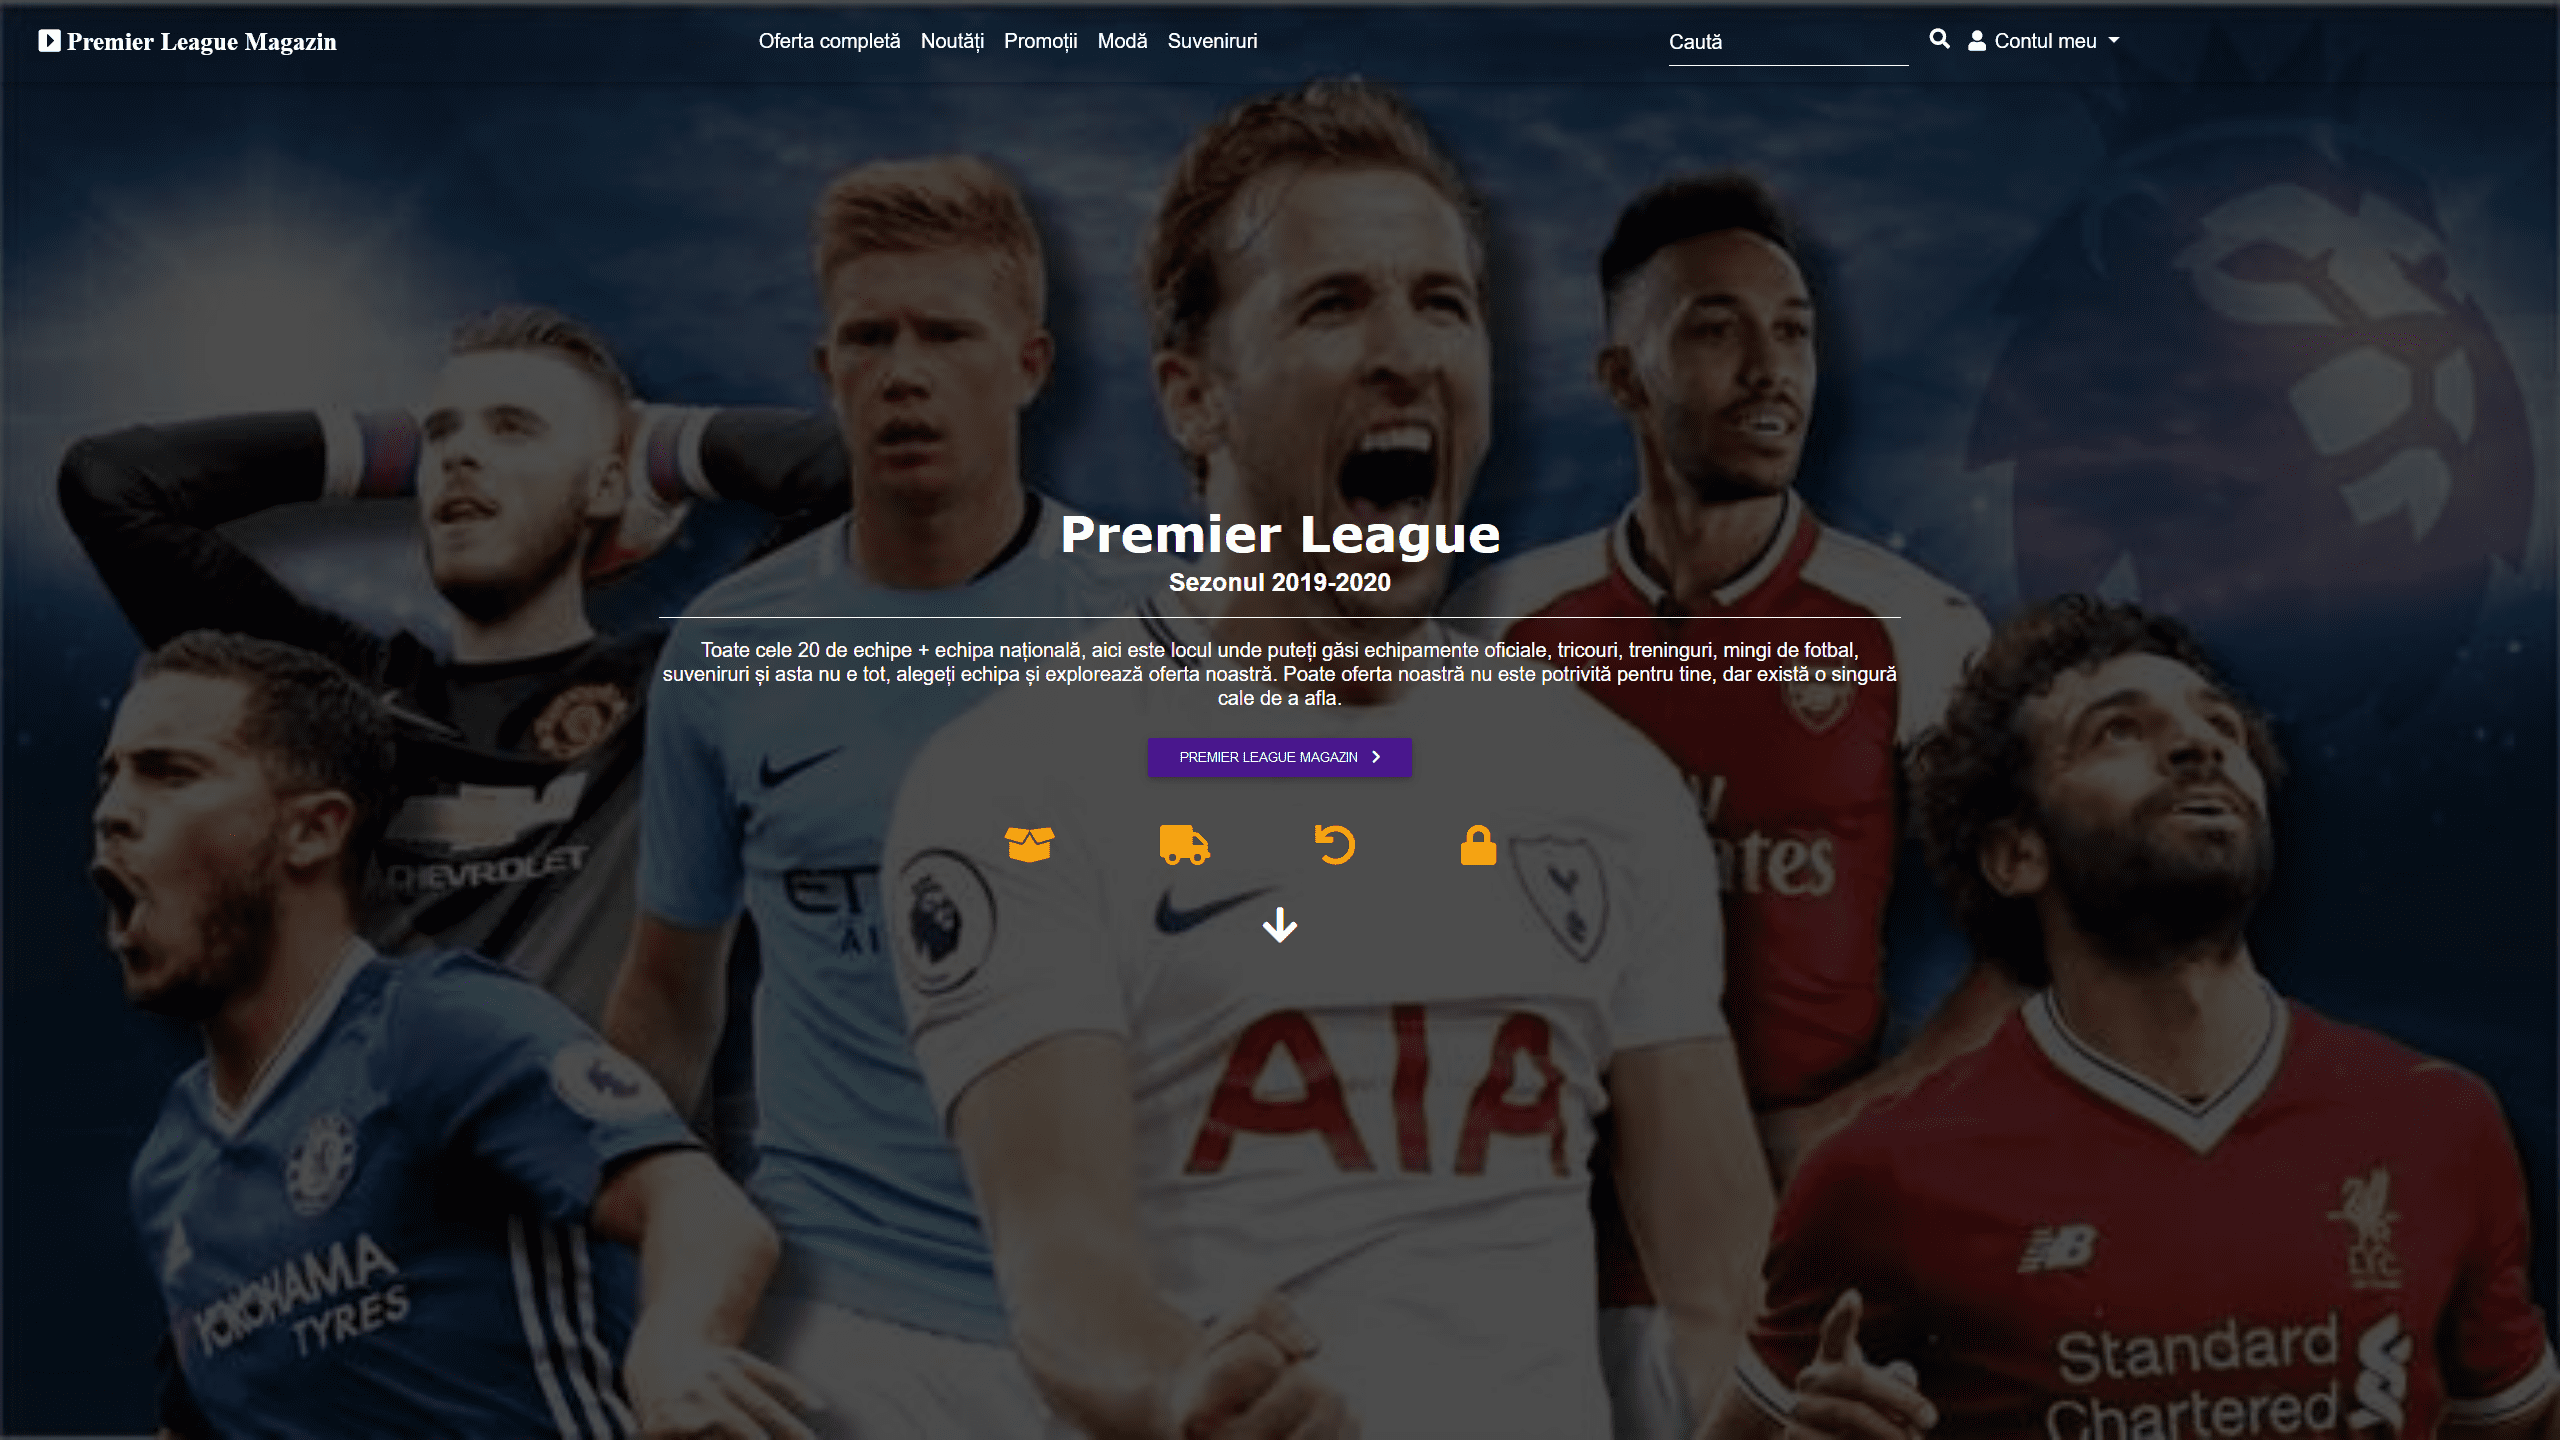 Premier League Magazin
Oferta completă Noutăți Promoții Modă Suveniruri
Caută
Contul meu
Premier League
Sezonul 2019-2020
Toate cele 20 de echipe + echipa națională, aici este locul unde puteți găsi echipamente oficiale, tricouri, treninguri, mingi de fotbal,
suveniruri și asta nu e tot, alegeți echipa și explorează oferta noastră. Poate oferta noastră nu este potrivită pentru tine, dar există o singură
cale de a afla.
PREMIER LEAGUE MAGAZIN
CHEVROLET
AIA
YOKOHAMA
TYRES
Standard
Chartered